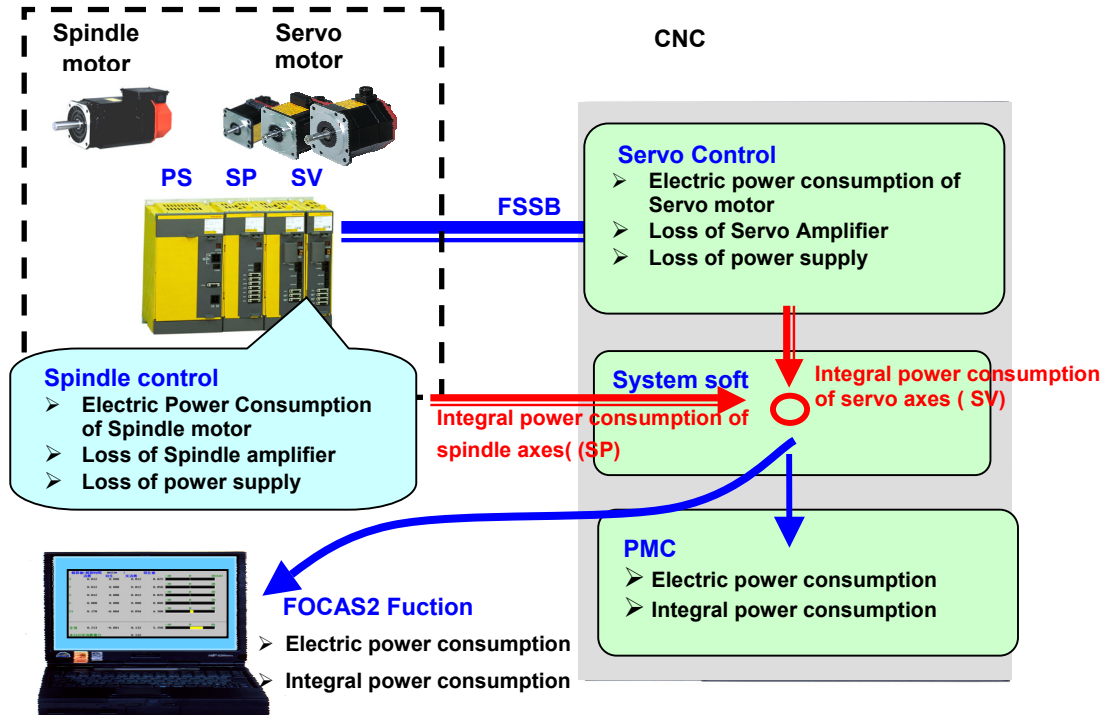 Spindle
motor
Servo
motor
CNC
PS SP SV
FSSB
Servo Control
➢ Electric power consumption of
Servo motor
➢ Loss of Servo Amplifier
➢ Loss of power supply
Spindle control
➢ Electric Power Consumption
of Spindle motor
➢ Loss of Spindle amplifier
➢ Loss of power supply
System soft
Integral power consumption
of servo axes ( SV)
Integral power consumption of
spindle axes( (SP)
PMC
➢ Electric power consumption
➢ Integral power consumption
FOCAS2 Fuction
➢ Electric power consumption
➢ Integral power consumption